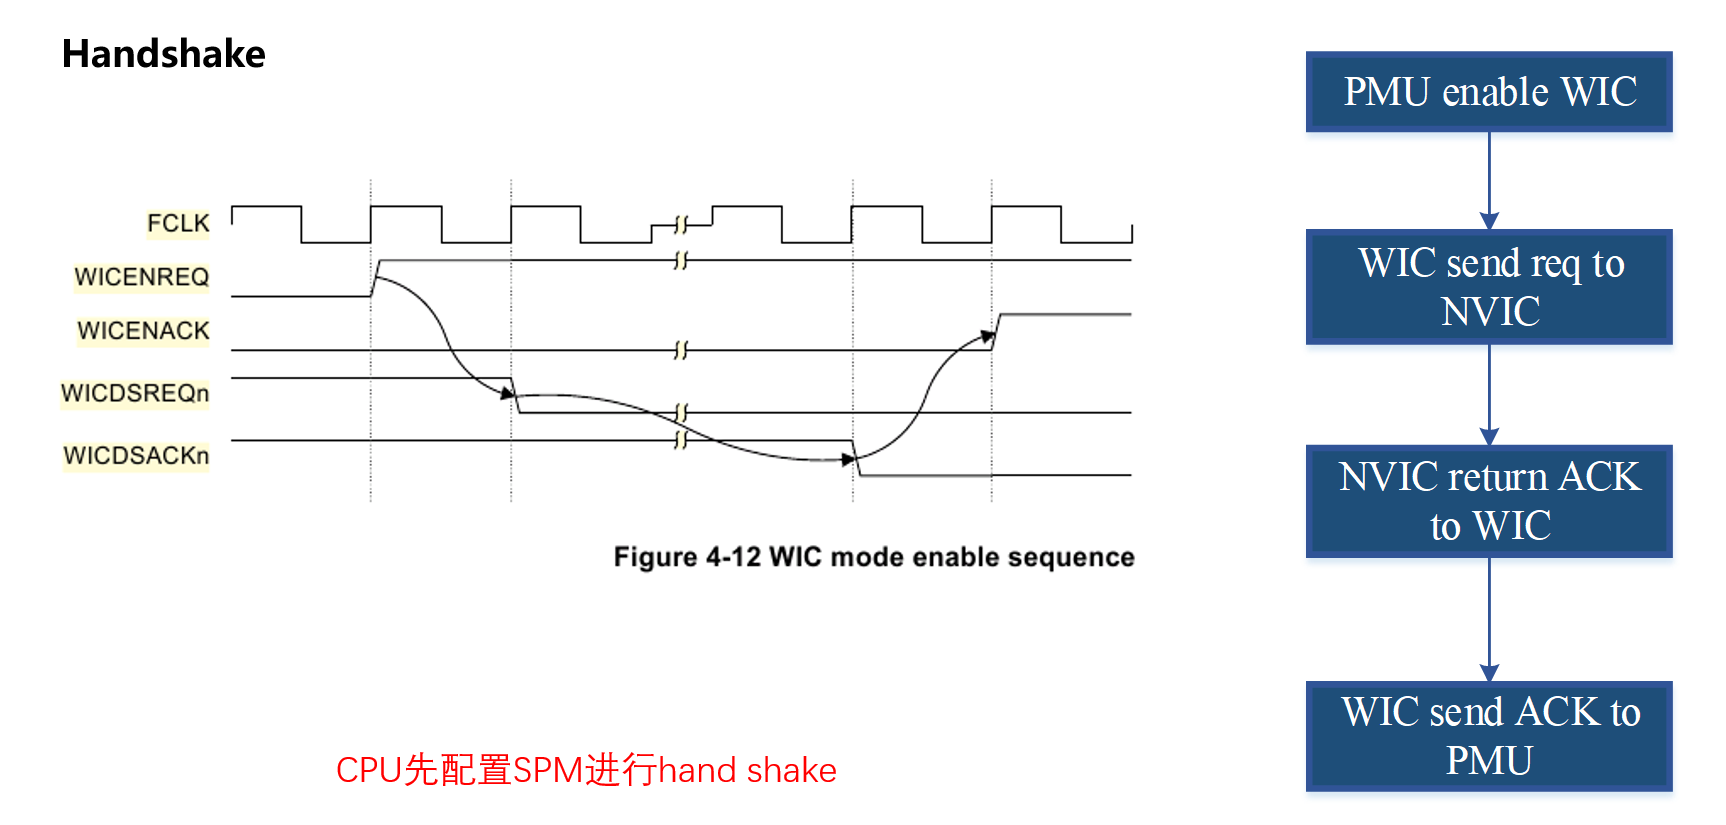 Handshake
FCLK
WICENREQ
WICENACK
WICDSREQn
WICDSACKn
Figure 4-12 WIC mode enable sequence
CPU先配置SPM进行hand shake
PMU enable WIC
WIC send req to
NVIC
NVIC return ACK
to WIC
WIC send ACK to
PMU